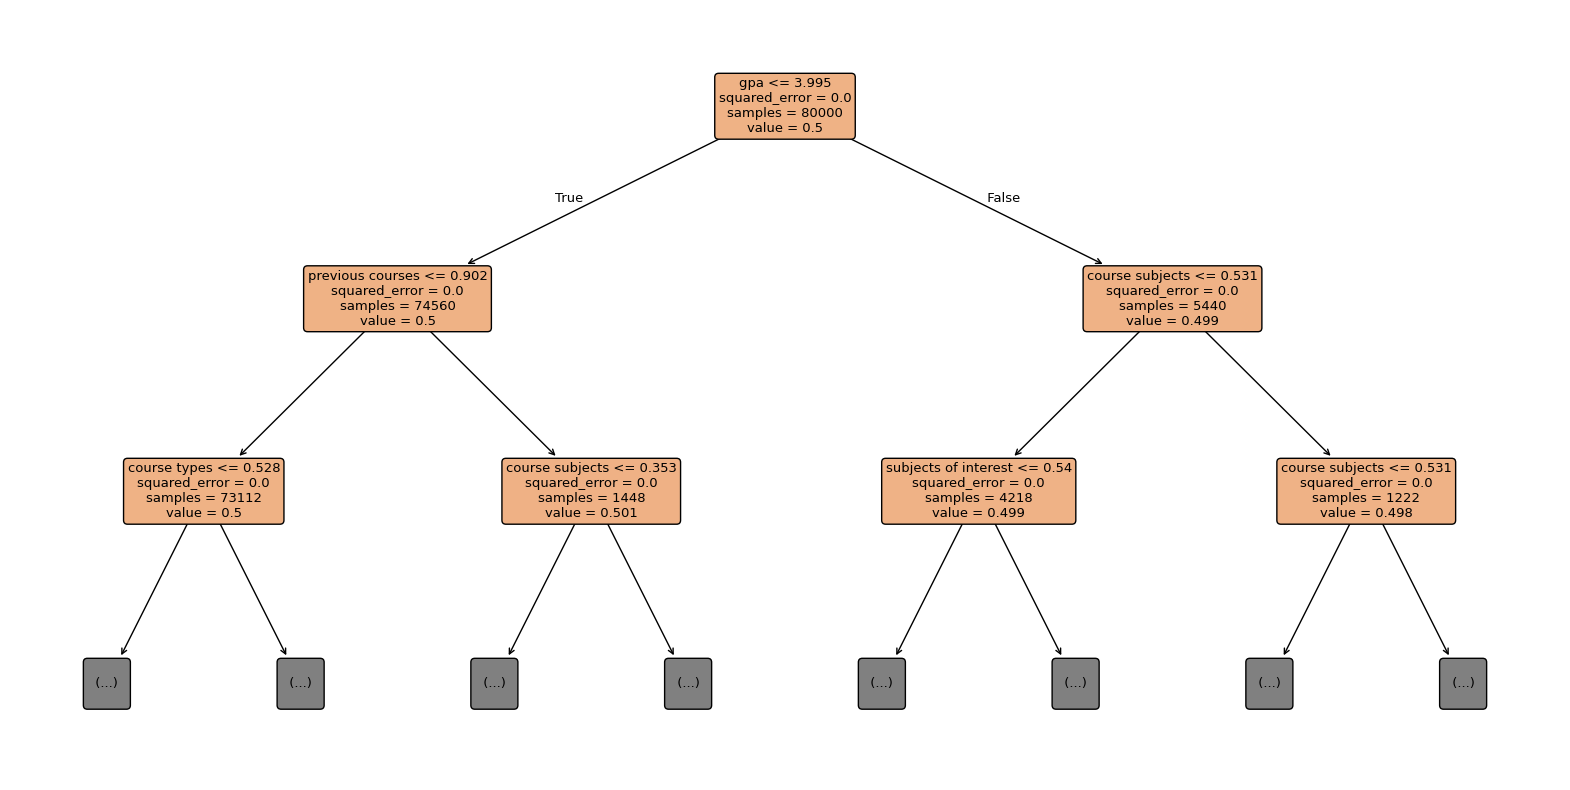 gpa <= 3.995
squared_error = 0.0
samples = 80000
value = 0.5
True
False
previous courses <= 0.902
squared_error = 0.0
samples = 74560
value = 0.5
course subjects <= 0.531
squared_error = 0.0
samples = 5440
value = 0.499
course types <= 0.528
squared_error = 0.0
samples = 73112
value = 0.5
course subjects <= 0.353
squared_error = 0.0
samples = 1448
value = 0.501
subjects of interest <= 0.54
squared_error = 0.0
samples = 4218
value = 0.499
course subjects <= 0.531
squared_error = 0.0
samples = 1222
value = 0.498
(...)
(...)
(...)
(...)
(...)
(...)
(...)
(...)